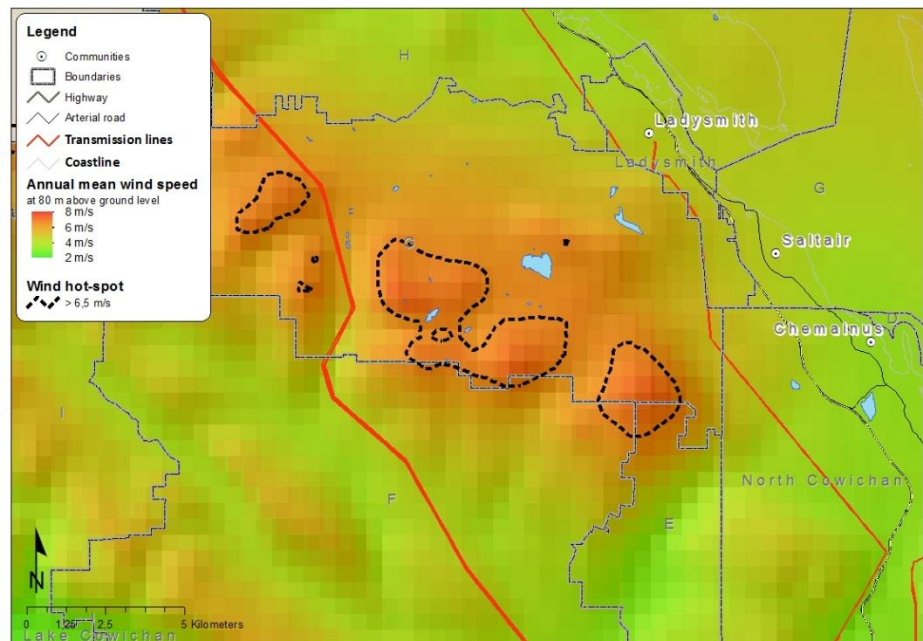 Legend
Communities
Boundaries
Highway
Arterial road
Transmission lines
Coastline
Annual mean wind speed
at 80 m above ground level
8 m/s
6 m/s
4 m/s
2 m/s
Wind hot-spot
> 6,5 m/s
H
Ladysmith
Ladysmith
G
G
Saltair
D
Chemainus
I
North Cowichan
F
E
N
0 1,25 2,5 5 Kilometers
Lake Cowichan